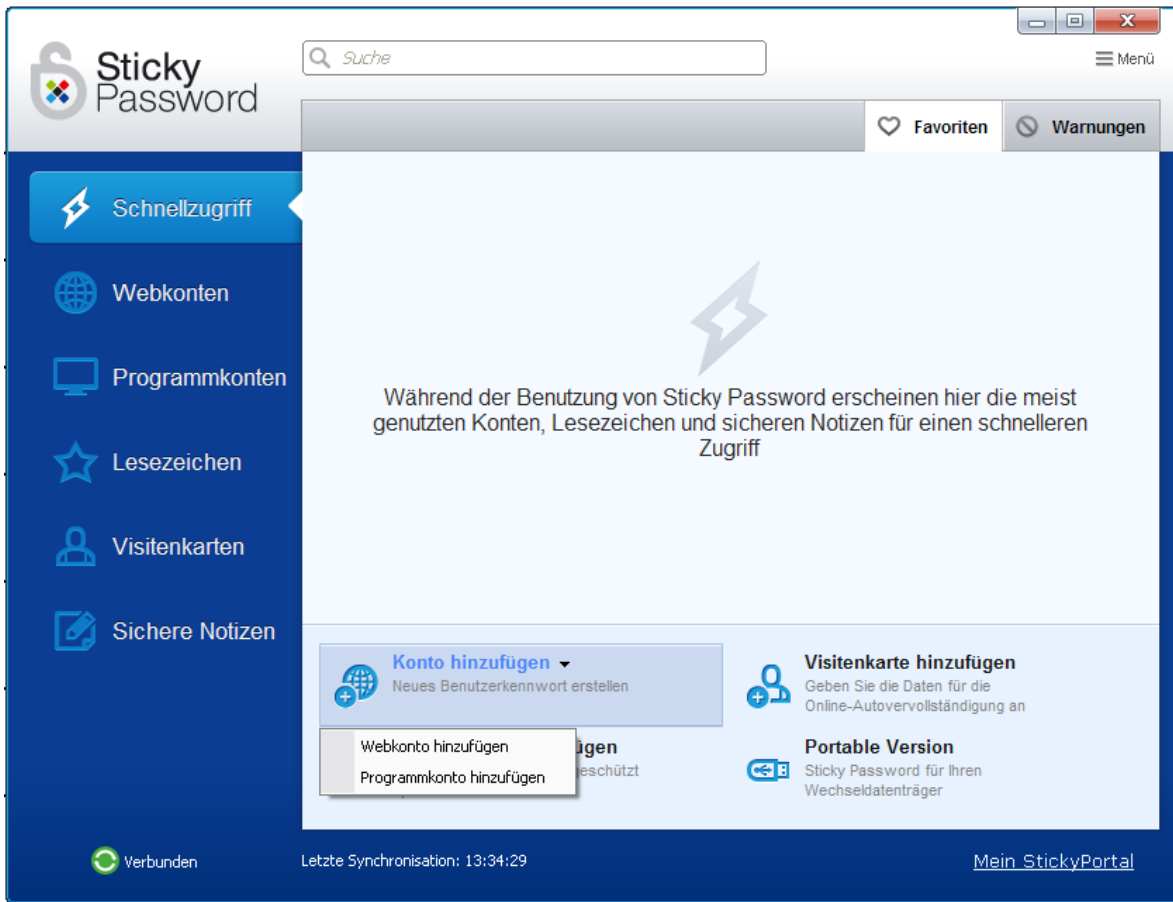 Sticky
Password
Suche
Menü
Favoriten
Warnungen
Schnellzugriff
Webkonten
Programmkonten
Lesezeichen
Visitenkarten
Sichere Notizen
Während der Benutzung von Sticky Password erscheinen hier die meist
genutzten Konten, Lesezeichen und sicheren Notizen für einen schnelleren
Zugriff
Konto hinzufügen
Neues Benutzerkennwort erstellen
Webkonto hinzufügen
Programmkonto hinzufügen
Visitenkarte hinzufügen
Geben Sie die Daten für die
Online-Autovervollständigung an
Portable Version
Sticky Password für Ihren
Wechseldatenträger
Verbunden
Letzte Synchronisation: 13:34:29
Mein StickyPortal